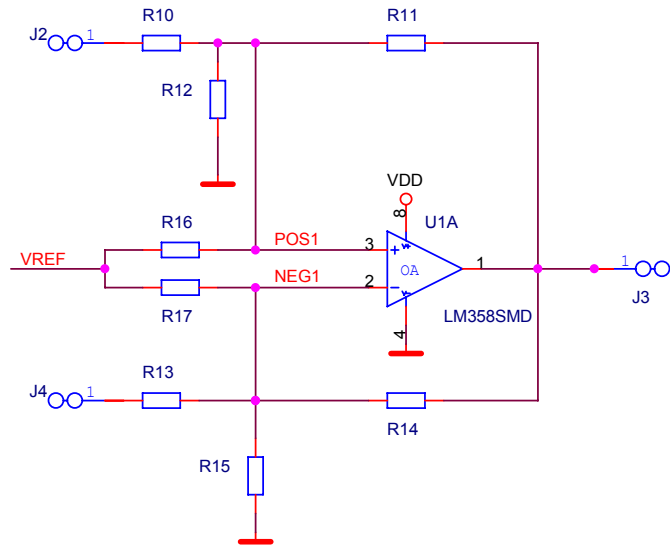 R10
R11
J2
1
R12
VDD
8
U1A
R16
POS1
3
VREF
OA
1
1
NEG1
2
R17
J3
LM358SMD
4
R13
J4
1
R14
R15